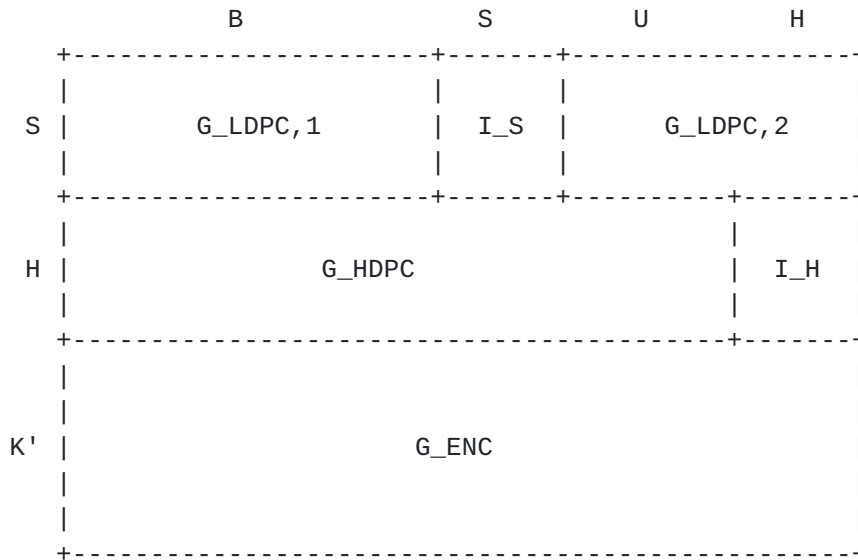 B S U H
S G_LDPC,1 I_S G_LDPC,2
H G_HDPC I_H
K' G_ENC